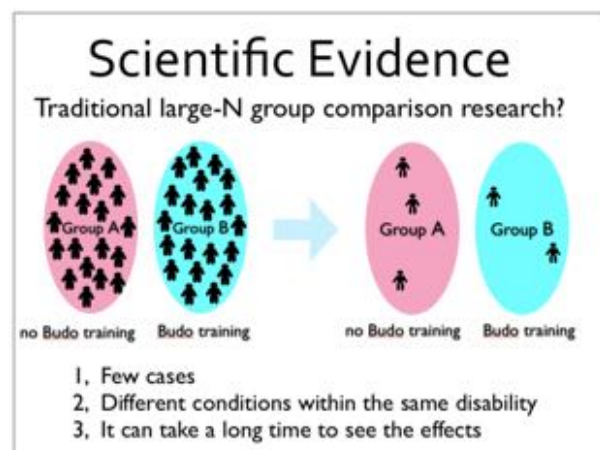 Scientific Evidence
Traditional large-N group comparison research?
Group A
Group B
Group A
Group B
no Budo training
Budo training
no Budo training
Budo training
1, Few cases
2, Different conditions within the same disability
3, It can take a long time to see the effects